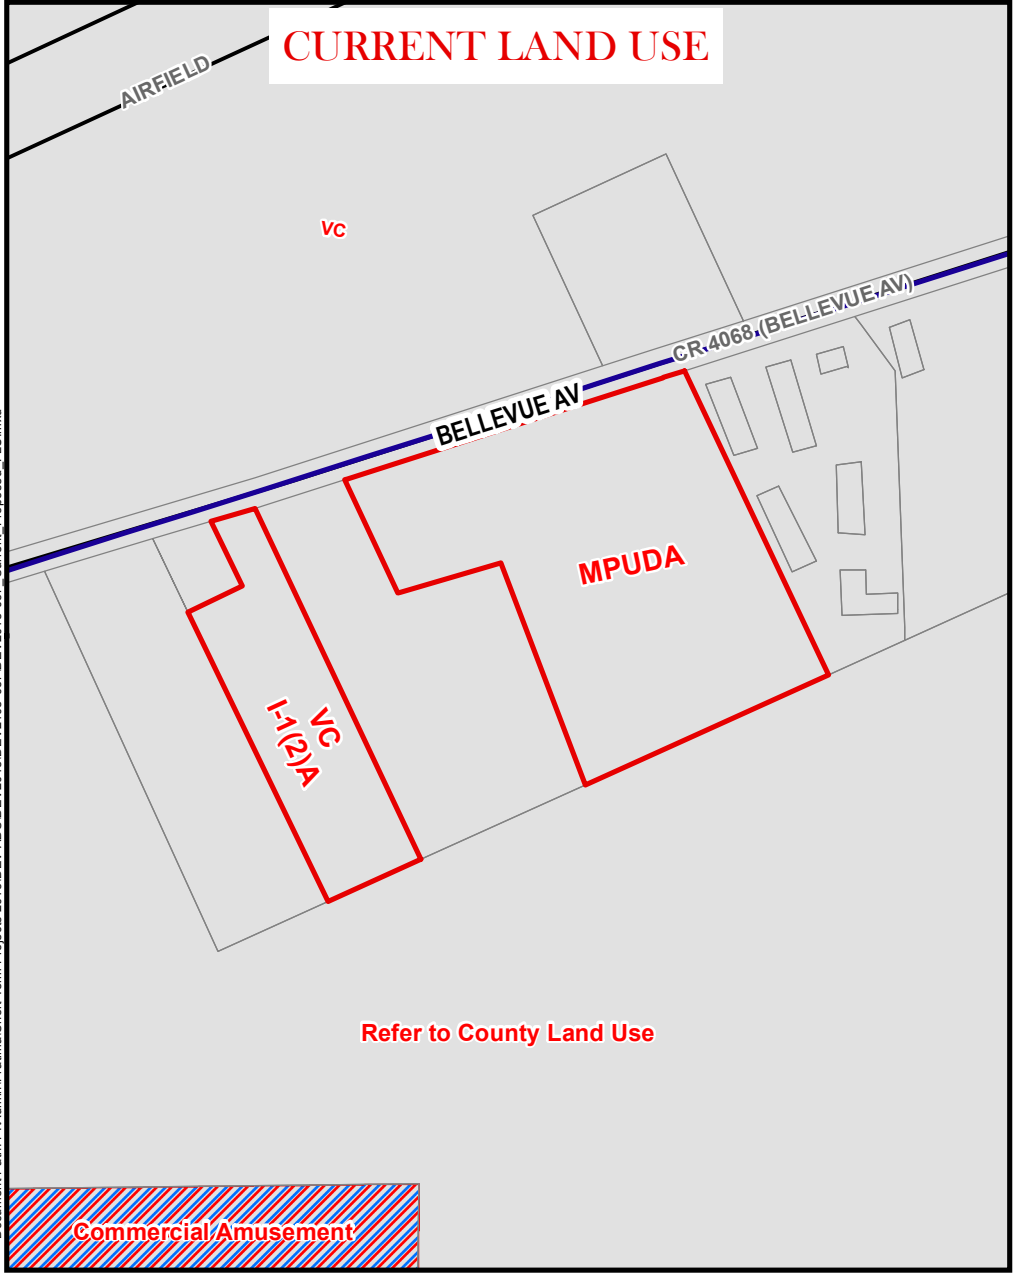 CURRENT LAND USE
AIRFIELD
VC
CR 4068 (BELLEVUE AV)
BELLEVUE AV
MPUDA
VC
I-1(2)A
Refer to County Land Use
Commercial Amusement